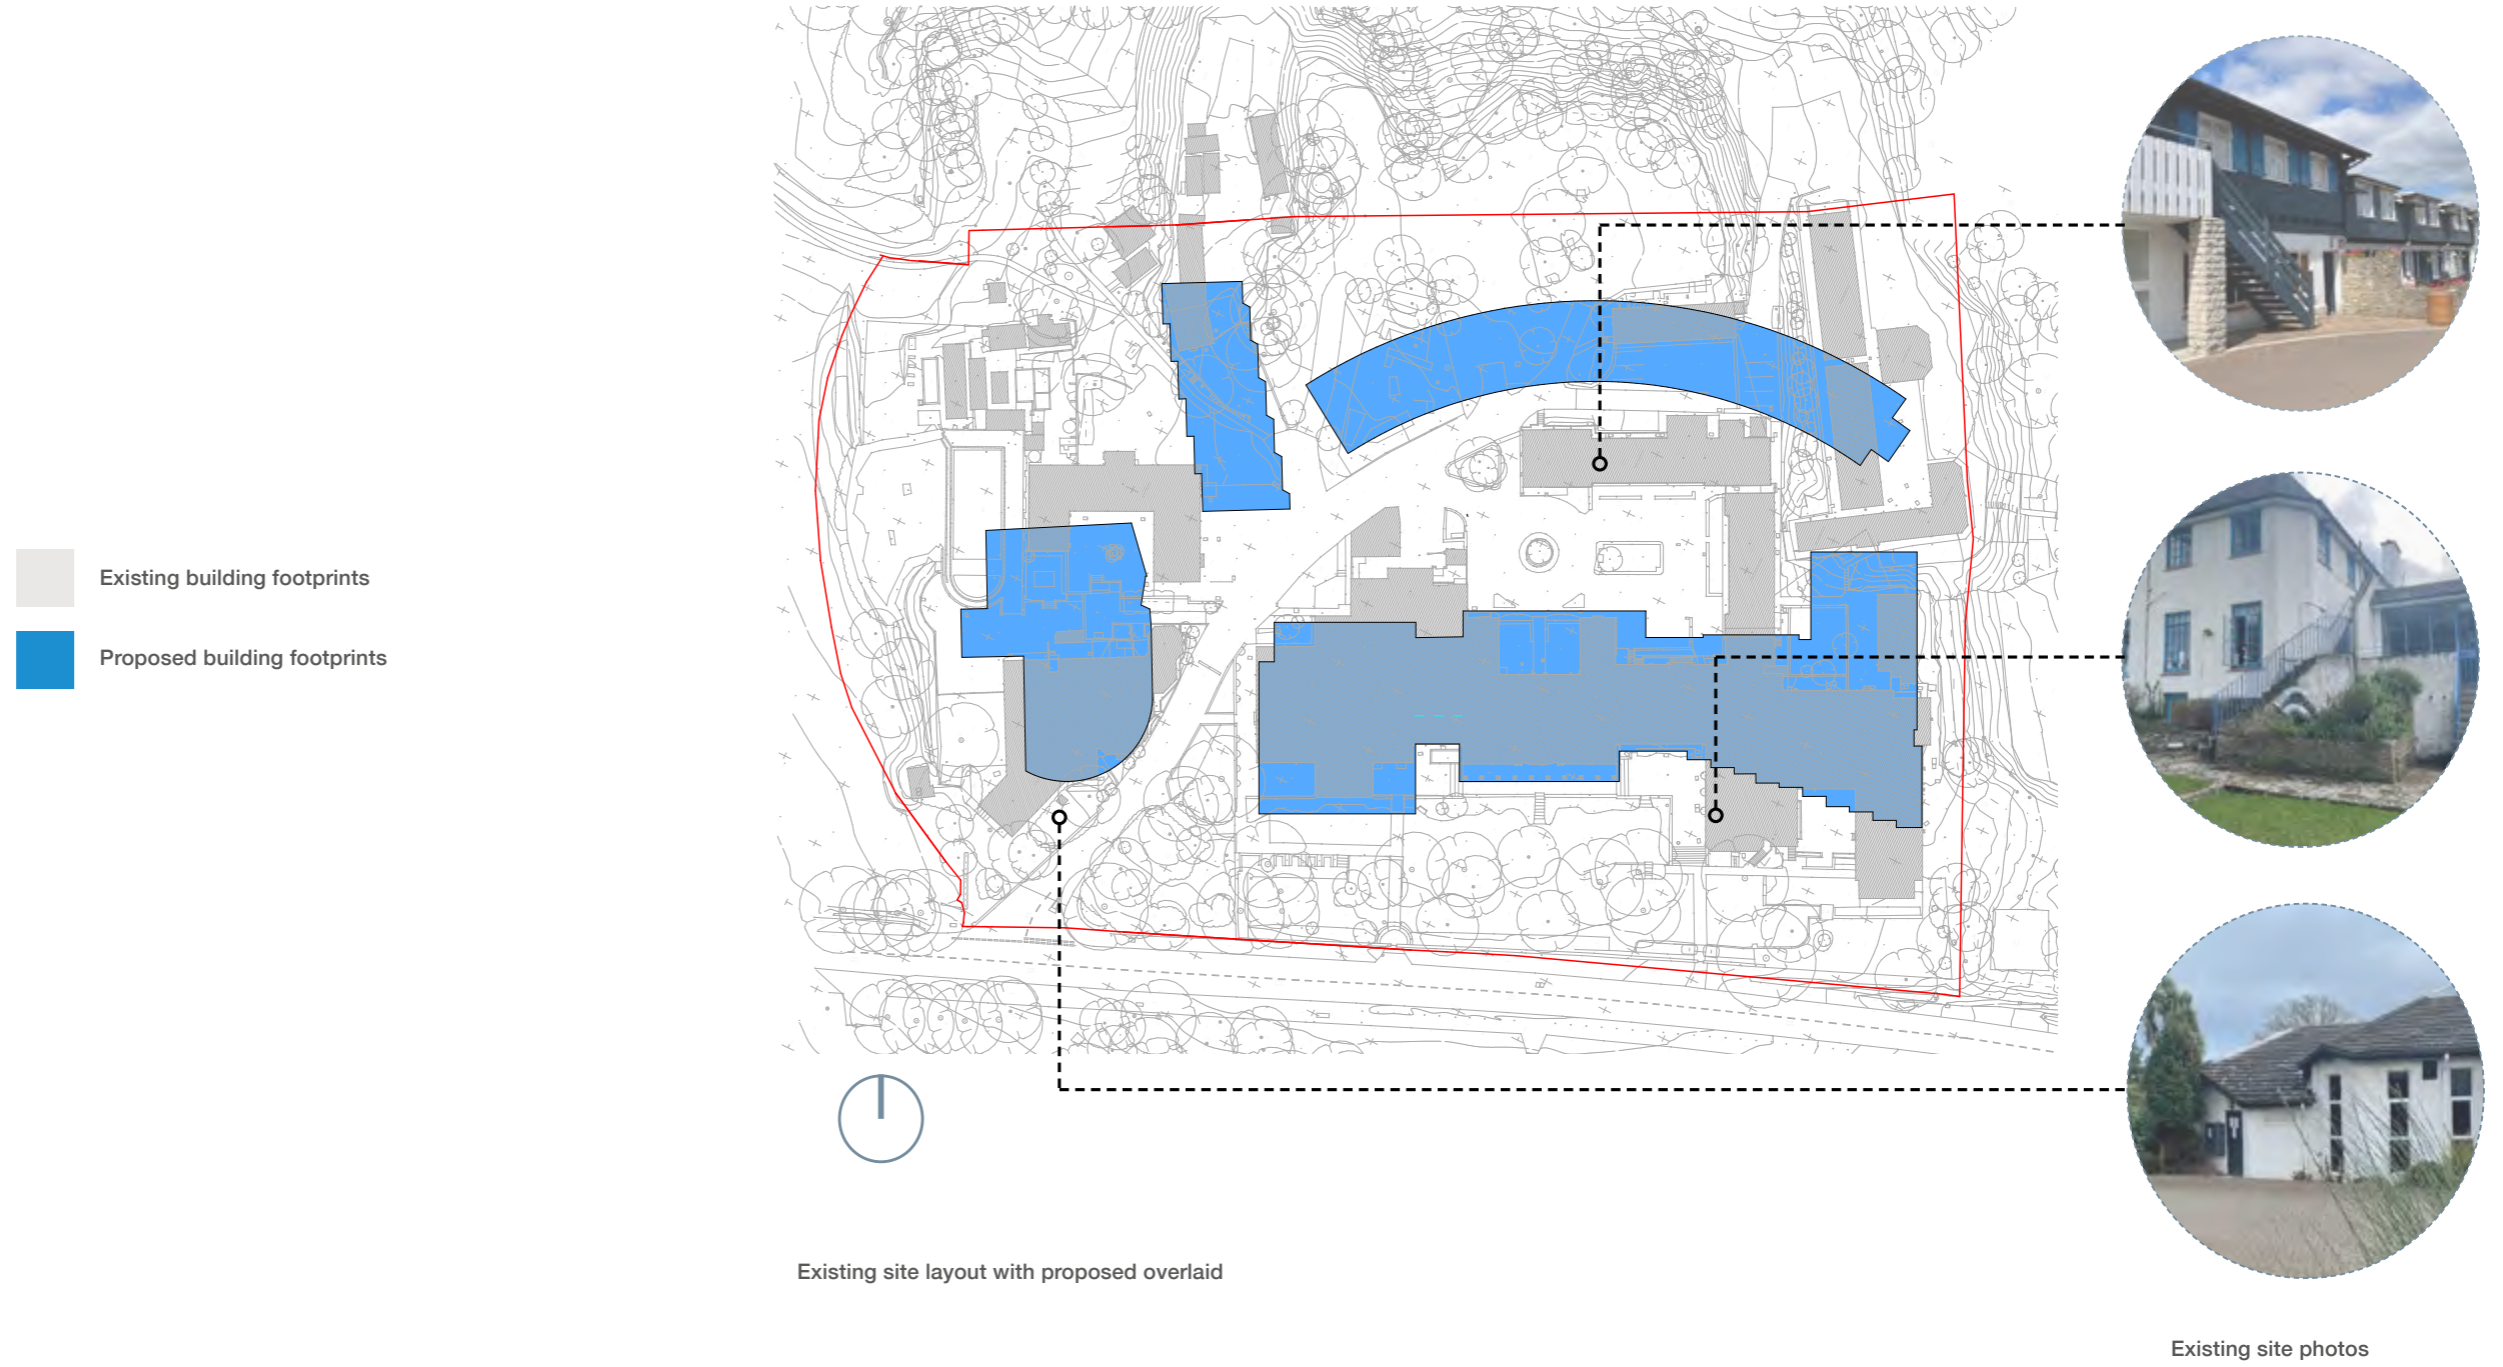 Existing building footprints
Proposed building footprints
Existing site layout with proposed overlaid
Existing site photos